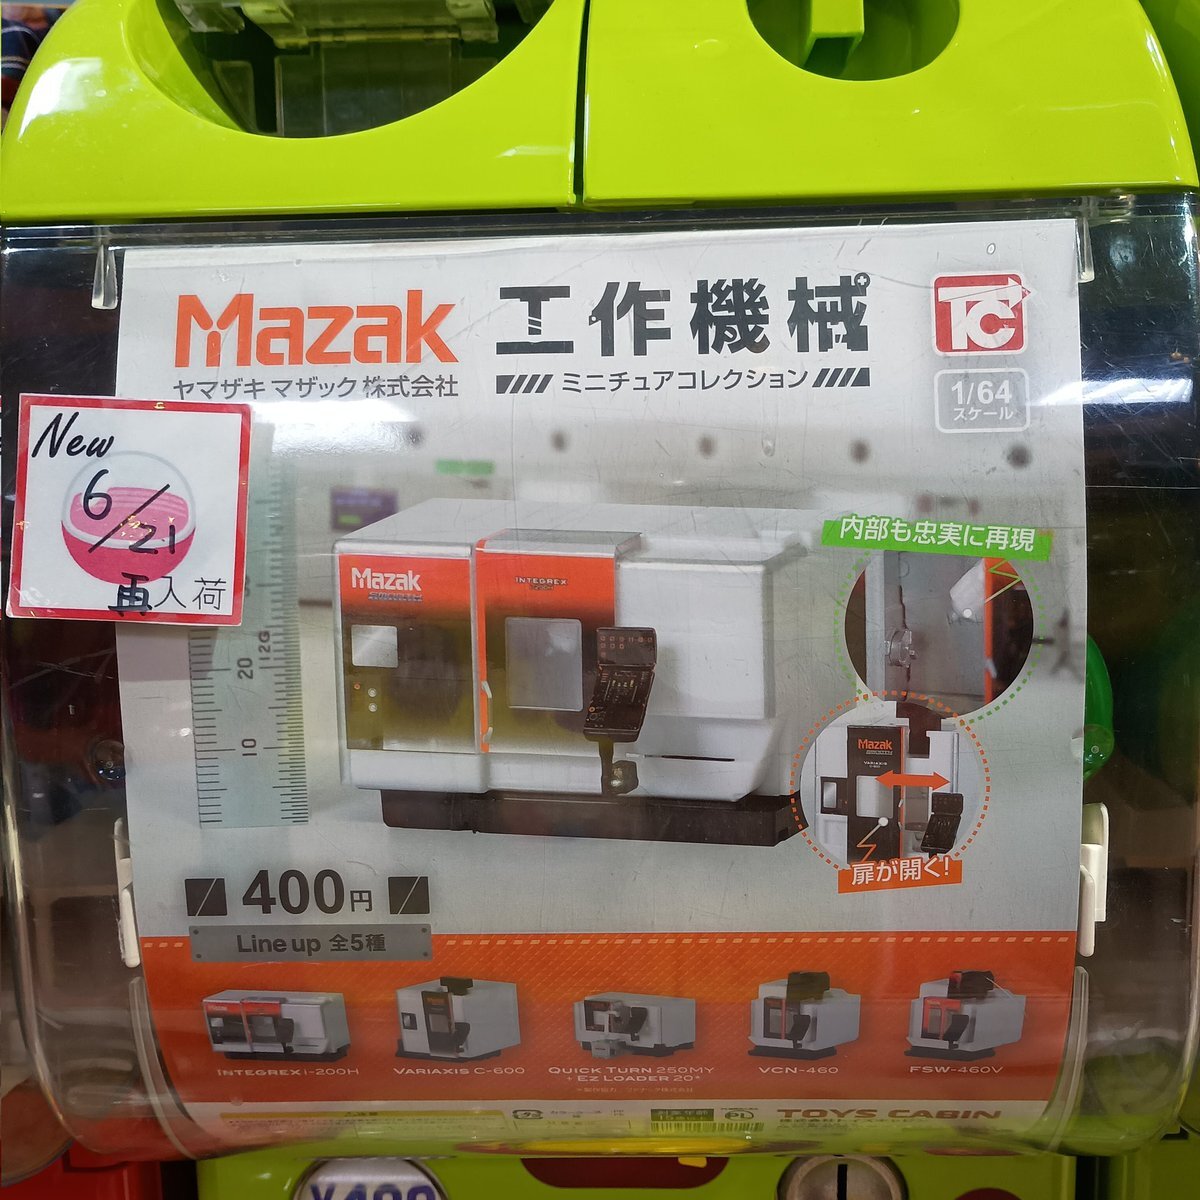 Mazak 工作機械
ヤマザキ マザック 株式会社
ミニチュアコレクション
TC
1/64
スケール
New
6/21
再入荷
20
12G
10
内部も忠実に再現
Mazak
INTEGREX
Mazak
VARIAXIS
扉が開く!
400円
Line up 全5種
INTEGREX i-200H
VARIAXIS C-600
QUICK TURN 250MY
+ EZ LOADER 20*
VCN-460
FSW-460V
TOYS CABIN
¥400